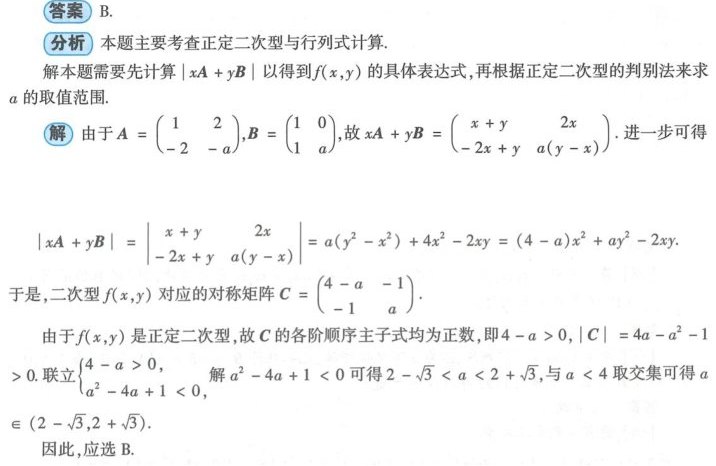 答案 B.
分析 本题主要考查正定二次型与行列式计算.
解本题需要先计算 |xA + yB| 以得到 f(x,y) 的具体表达式,再根据正定二次型的判别法来求
a 的取值范围.
解 由于 A = ( 1 2 ; -2 -a ), B = ( 1 0 ; 1 a ), 故 xA + yB = ( x + y 2x ; -2x + y a(y - x) ). 进一步可得
|xA + yB| = | x + y 2x ; -2x + y a(y - x) | = a(y² - x²) + 4x² - 2xy = (4 - a)x² + ay² - 2xy.
于是,二次型 f(x,y) 对应的对称矩阵 C = ( 4 - a -1 ; -1 a ).
由于 f(x,y) 是正定二次型,故 C 的各阶顺序主子式均为正数,即 4 - a > 0, |C| = 4a - a² - 1
> 0. 联立 { 4 - a > 0, a² - 4a + 1 < 0, 解 a² - 4a + 1 < 0 可得 2 - √3 < a < 2 + √3, 与 a < 4 取交集可得 a
∈ (2 - √3, 2 + √3).
因此,应选 B.